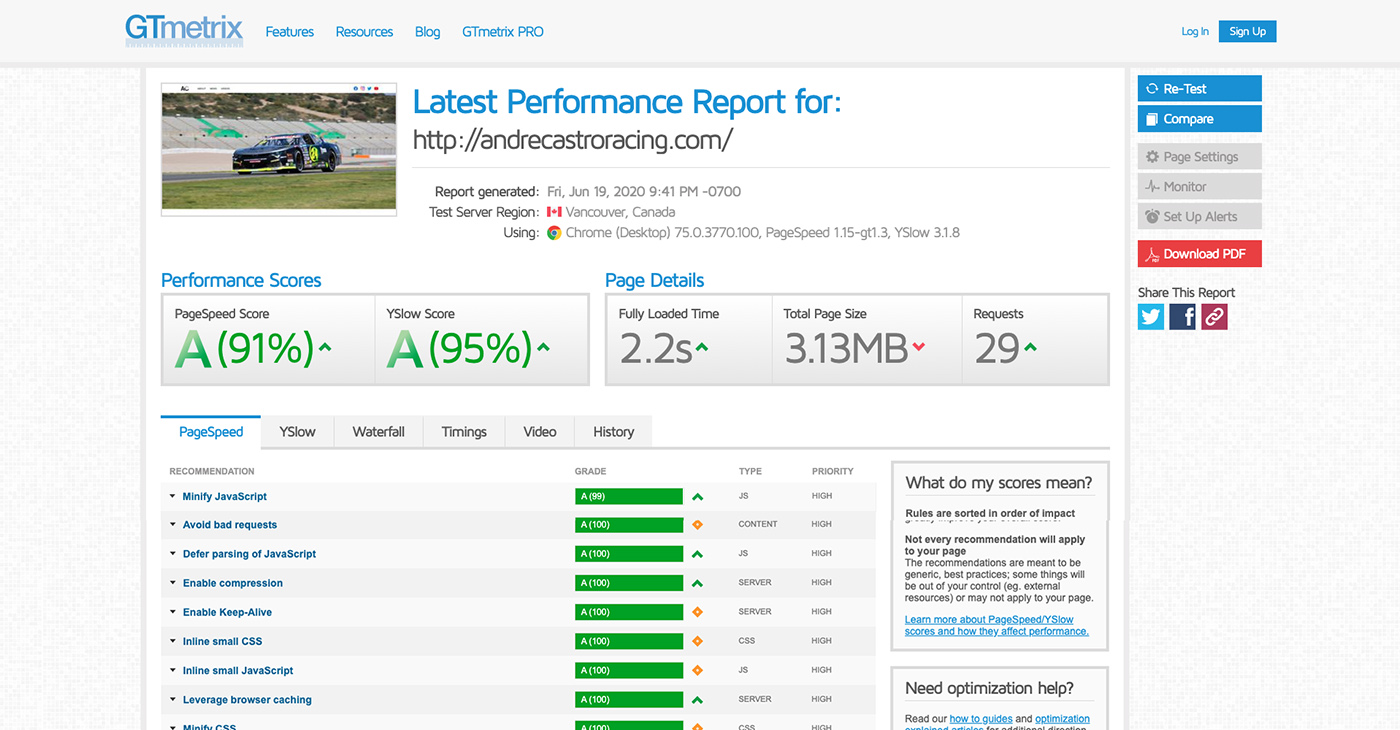 GTmetrix
Features Resources Blog GTmetrix PRO
Log In Sign Up
Latest Performance Report for:
http://andrecastroracing.com/
Report generated: Fri, Jun 19, 2020 9:41 PM -0700
Test Server Region: Vancouver, Canada
Using: Chrome (Desktop) 75.0.3770.100, PageSpeed 1.15-gt1.3, YSlow 3.1.8
Re-Test
Compare
Page Settings
Monitor
Set Up Alerts
Download PDF
Share This Report
Performance Scores
PageSpeed Score
A (91%)
YSlow Score
A (95%)
Page Details
Fully Loaded Time
2.2s
Total Page Size
3.13MB
Requests
29
PageSpeed YSlow Waterfall Timings Video History
RECOMMENDATION GRADE TYPE PRIORITY
Minify JavaScript A (99) JS HIGH
Avoid bad requests A (100) CONTENT HIGH
Defer parsing of JavaScript A (100) JS HIGH
Enable compression A (100) SERVER HIGH
Enable Keep-Alive A (100) SERVER HIGH
Inline small CSS A (100) CSS HIGH
Inline small JavaScript A (100) JS HIGH
Leverage browser caching A (100) SERVER HIGH
Minify CSS A (100) CSS HIGH
What do my scores mean?
Rules are sorted in order of impact
Not every recommendation will apply
to your page
The recommendations are meant to be
generic, best practices; some things will
be out of your control (eg. external
resources) or may not apply to your page.
Learn more about PageSpeed/YSlow
scores and how they affect performance.
Need optimization help?
Read our how to guides and optimization
explained articles for additional direction